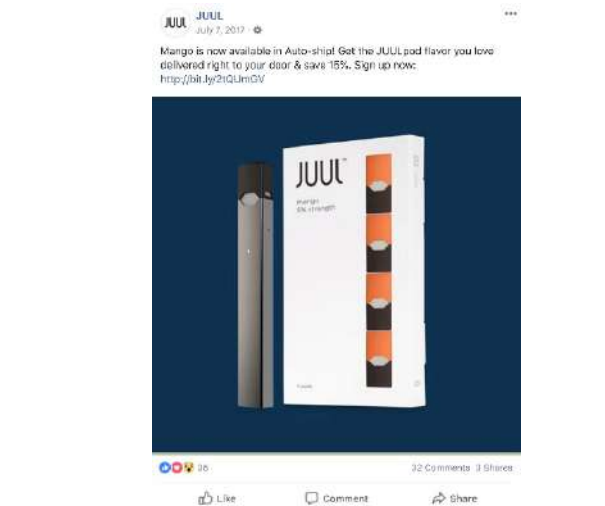 JUUL
JUUL
July 7, 2017
Mango is now available in Auto-ship! Get the JUULpod flavor you love
delivered right to your door & save 15%. Sign up now:
http://bit.ly/2tQUmGV
JUUL
mango
5% strength
32 Comments 3 Shares
Like Comment Share